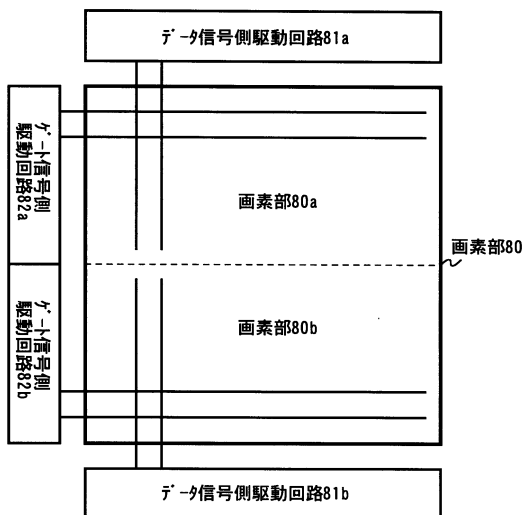 データ信号側駆動回路81a
ゲート信号側
駆動回路82a
画素部80a
画素部80
ゲート信号側
駆動回路82b
画素部80b
データ信号側駆動回路81b